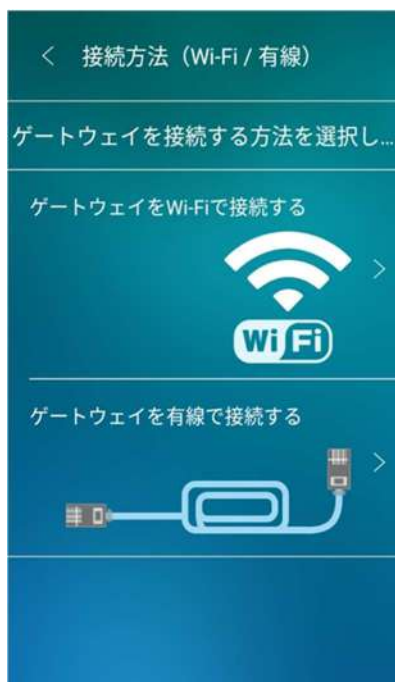 接続方法（Wi-Fi / 有線）
ゲートウェイを接続する方法を選択し...
ゲートウェイをWi-Fiで接続する
Wi Fi
ゲートウェイを有線で接続する